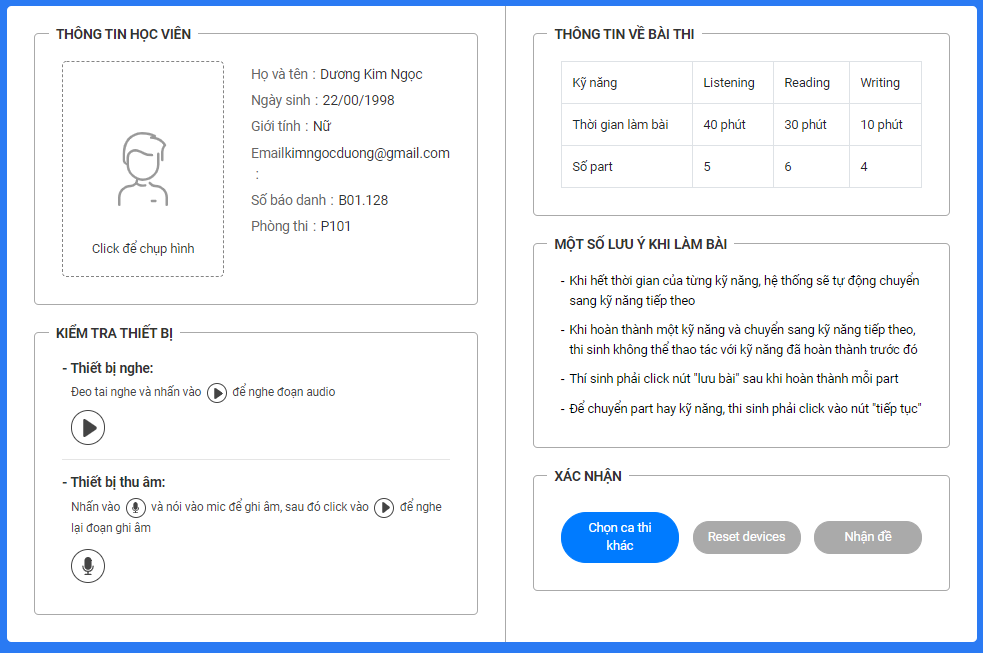 THÔNG TIN HỌC VIÊN
Click để chụp hình
Họ và tên : Dương Kim Ngọc
Ngày sinh : 22/00/1998
Giới tính : Nữ
Emailkimngocduong@gmail.com
:
Số báo danh : B01.128
Phòng thi : P101
KIỂM TRA THIẾT BỊ
- Thiết bị nghe:
Đeo tai nghe và nhấn vào để nghe đoạn audio
- Thiết bị thu âm:
Nhấn vào và nói vào mic để ghi âm, sau đó click vào để nghe
lại đoạn ghi âm
THÔNG TIN VỀ BÀI THI
Kỹ năng Listening Reading Writing
Thời gian làm bài 40 phút 30 phút 10 phút
Số part 5 6 4
MỘT SỐ LƯU Ý KHI LÀM BÀI
- Khi hết thời gian của từng kỹ năng, hệ thống sẽ tự động chuyển
sang kỹ năng tiếp theo
- Khi hoàn thành một kỹ năng và chuyển sang kỹ năng tiếp theo,
thi sinh không thể thao tác với kỹ năng đã hoàn thành trước đó
- Thí sinh phải click nút "lưu bài" sau khi hoàn thành mỗi part
- Để chuyển part hay kỹ năng, thi sinh phải click vào nút "tiếp tục"
XÁC NHẬN
Chọn ca thi
khác
Reset devices
Nhận đề